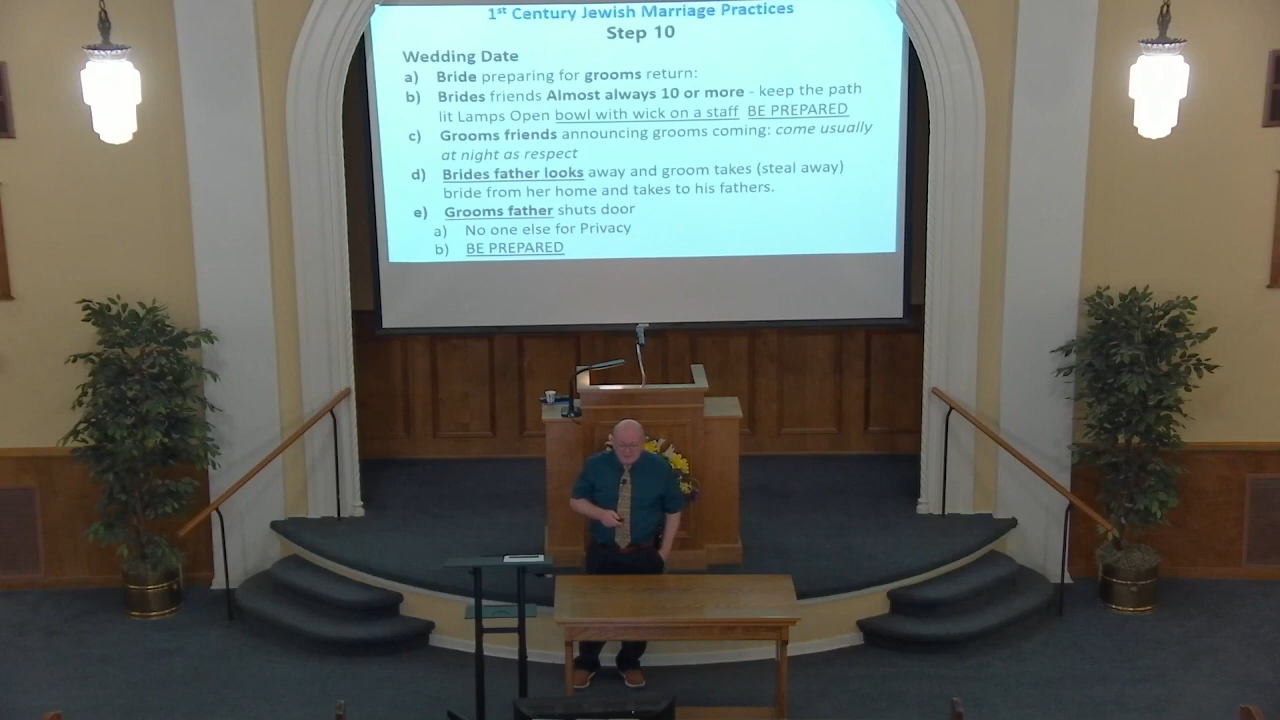 1st Century Jewish Marriage Practices
Step 10
Wedding Date
a) Bride preparing for grooms return:
b) Brides friends Almost always 10 or more - keep the path
lit Lamps Open bowl with wick on a staff BE PREPARED
c) Grooms friends announcing grooms coming: come usually
at night as respect
d) Brides father looks away and groom takes (steal away)
bride from her home and takes to his fathers.
e) Grooms father shuts door
a) No one else for Privacy
b) BE PREPARED